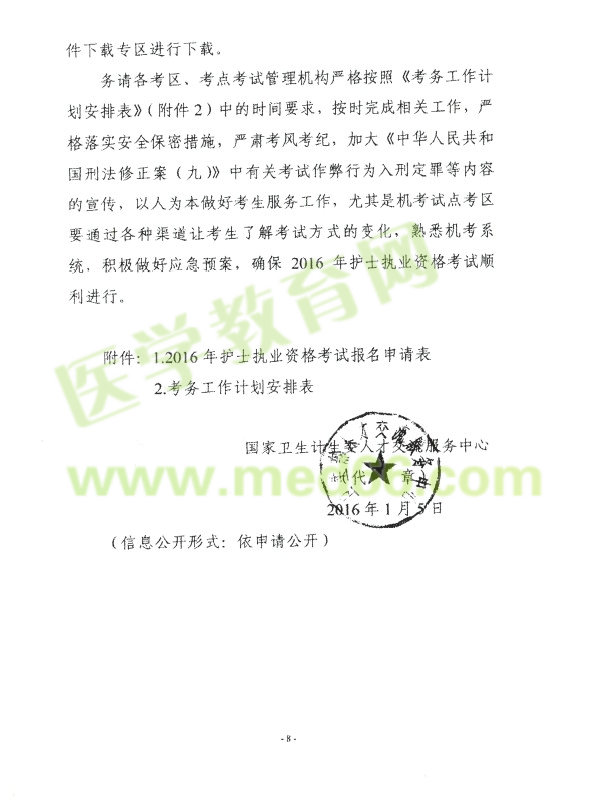 件下载专区进行下载。
务请各考区、考点考试管理机构严格按照《考务工作计
划安排表》（附件2）中的时间要求，按时完成相关工作，严
格落实安全保密措施，严肃考风考纪，加大《中华人民共和
国刑法修正案（九）》中有关考试作弊行为入刑定罪等内容
的宣传，以人为本做好考生服务工作，尤其是机考试点考区
要通过各种渠道让考生了解考试方式的变化，熟悉机考系
统，积极做好应急预案，确保 2016 年护士执业资格考试顺
利进行。
医学教育网
附件：1.2016年护士执业资格考试报名申请表
2.考务工作计划安排表
国家卫生计生委人才交流服务中心
www.med66.com
代 章
2016年1月5日
（信息公开形式：依申请公开）
- 8 -